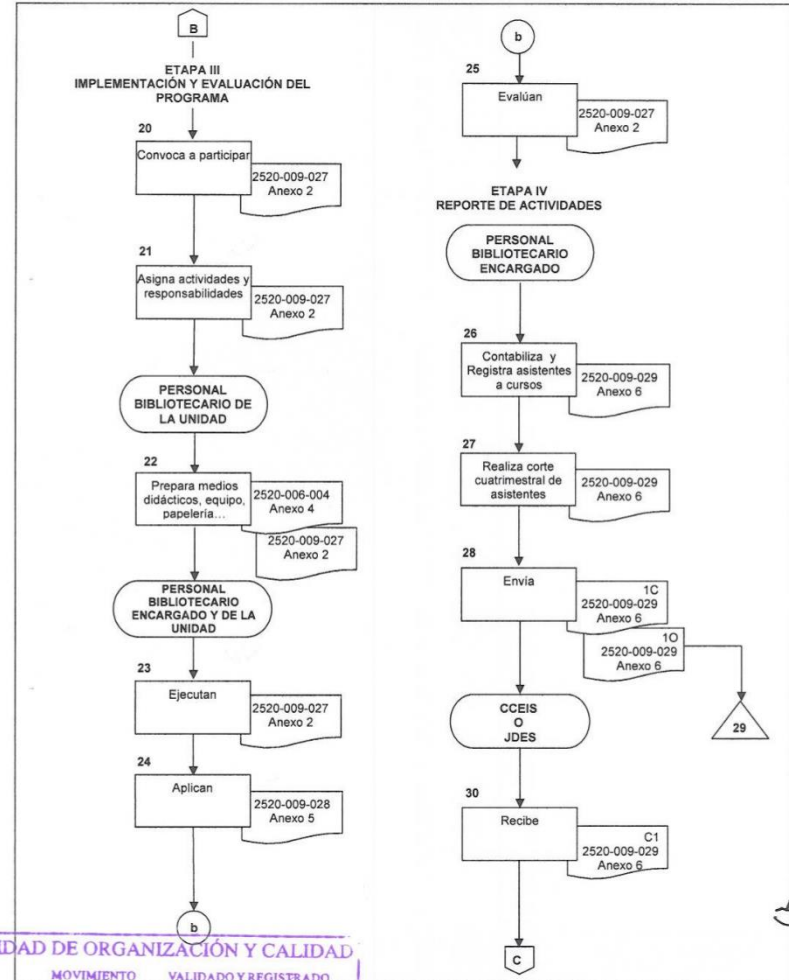 B
ETAPA III
IMPLEMENTACIÓN Y EVALUACIÓN DEL
PROGRAMA
20
Convoca a participar
2520-009-027
Anexo 2
21
Asigna actividades y
responsabilidades
2520-009-027
Anexo 2
PERSONAL
BIBLIOTECARIO DE
LA UNIDAD
22
Prepara medios
didácticos, equipo,
papelería...
2520-006-004
Anexo 4
2520-009-027
Anexo 2
PERSONAL
BIBLIOTECARIO
ENCARGADO Y DE LA
UNIDAD
23
Ejecutan
2520-009-027
Anexo 2
24
Aplican
2520-009-028
Anexo 5
b
b
25
Evalúan
2520-009-027
Anexo 2
ETAPA IV
REPORTE DE ACTIVIDADES
PERSONAL
BIBLIOTECARIO
ENCARGADO
26
Contabiliza y
Registra asistentes
a cursos
2520-009-029
Anexo 6
27
Realiza corte
cuatrimestral de
asistentes
2520-009-029
Anexo 6
28
Envía
1C
2520-009-029
Anexo 6
1O
2520-009-029
Anexo 6
29
CCEIS
O
JDES
30
Recibe
C1
2520-009-029
Anexo 6
C
IDAD DE ORGANIZACIÓN Y CALIDAD
MOVIMIENTO VALIDADO Y REGISTRADO